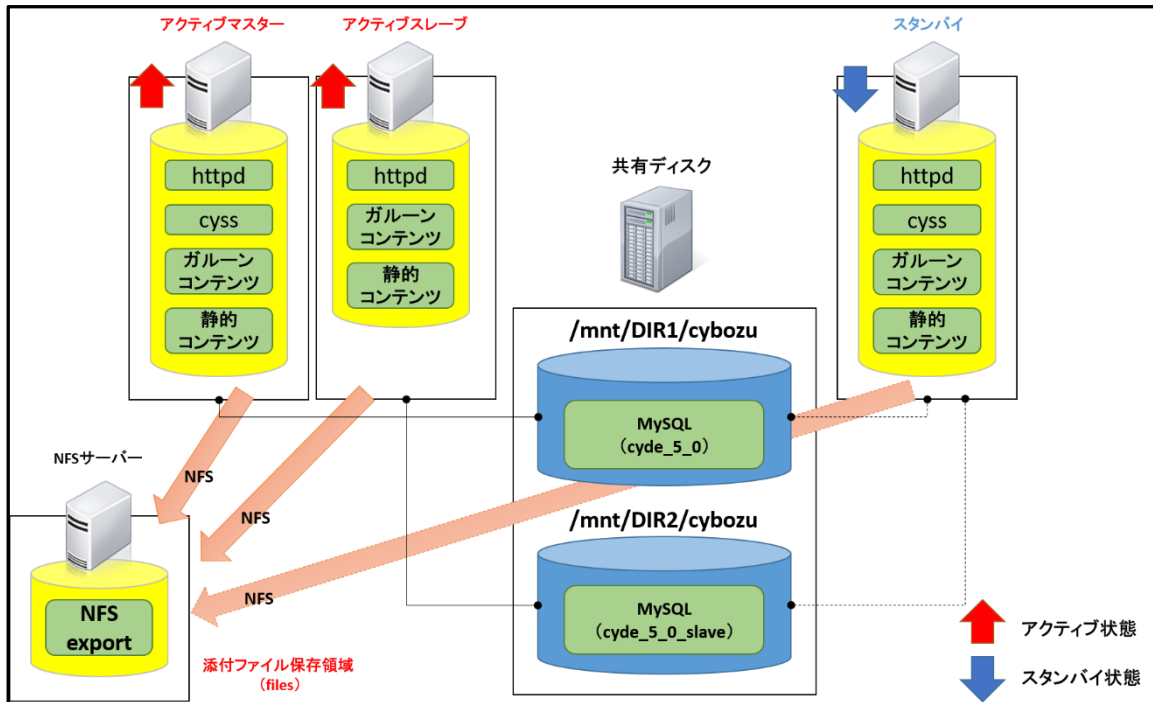 アクティブマスター
アクティブスレーブ
スタンバイ
httpd
cyss
ガルーン
コンテンツ
静的
コンテンツ
httpd
ガルーン
コンテンツ
静的
コンテンツ
共有ディスク
httpd
cyss
ガルーン
コンテンツ
静的
コンテンツ
/mnt/DIR1/cybozu
MySQL
(cyde_5_0)
/mnt/DIR2/cybozu
MySQL
(cyde_5_0_slave)
NFSサーバー
NFS
NFS
NFS
NFS
export
添付ファイル保存領域
(files)
アクティブ状態
スタンバイ状態